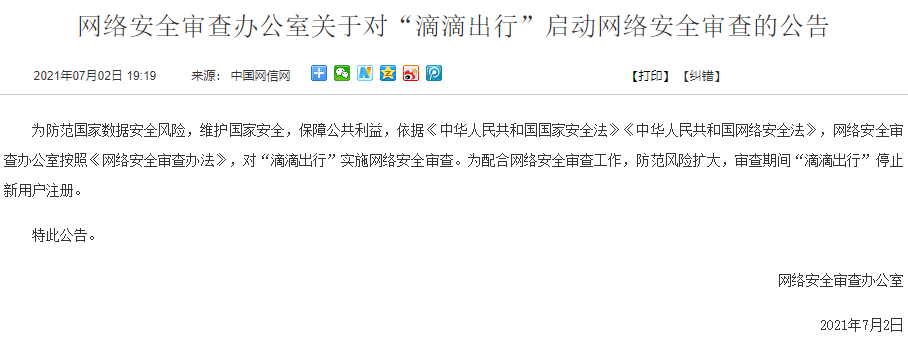 网络安全审查办公室关于对“滴滴出行”启动网络安全审查的公告
2021年07月02日 19:19 来源： 中国网信网 【打印】【纠错】
为防范国家数据安全风险，维护国家安全，保障公共利益，依据《中华人民共和国国家安全法》《中华人民共和国网络安全法》，网络安全审
查办公室按照《网络安全审查办法》，对“滴滴出行”实施网络安全审查。为配合网络安全审查工作，防范风险扩大，审查期间“滴滴出行”停止
新用户注册。
特此公告。
网络安全审查办公室
2021年7月2日